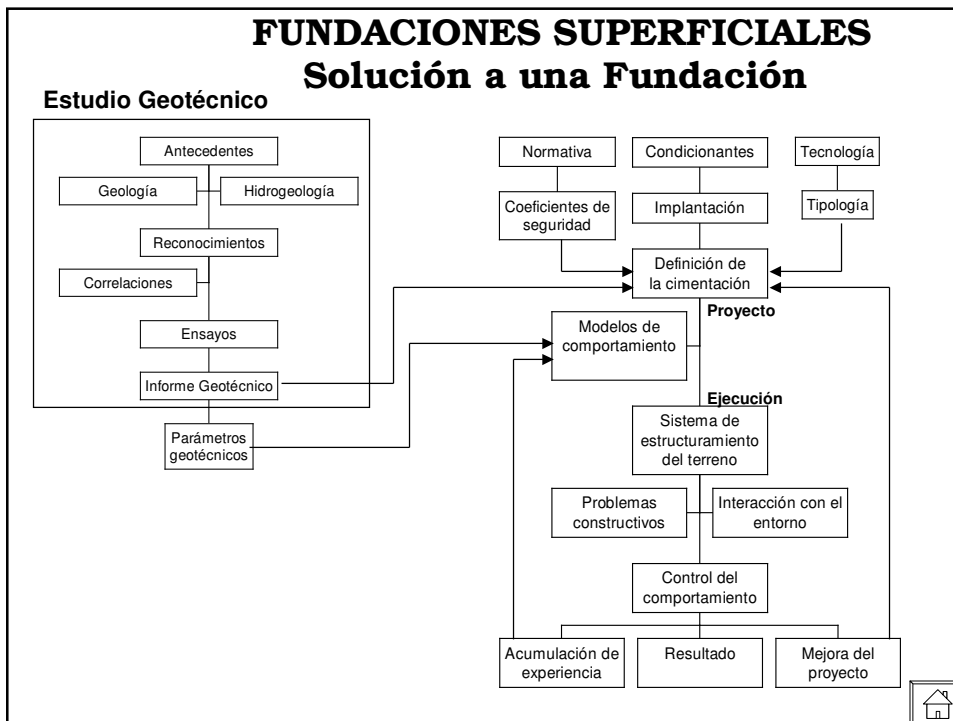 FUNDACIONES SUPERFICIALES
Solución a una Fundación
Estudio Geotécnico
Antecedentes
Geología
Hidrogeología
Reconocimientos
Correlaciones
Ensayos
Informe Geotécnico
Parámetros
geotécnicos
Normativa
Condicionantes
Tecnología
Coeficientes de
seguridad
Implantación
Tipología
Definición de
la cimentación
Proyecto
Modelos de
comportamiento
Ejecución
Sistema de
estructuramiento
del terreno
Problemas
constructivos
Interacción con el
entorno
Control del
comportamiento
Acumulación de
experiencia
Resultado
Mejora del
proyecto